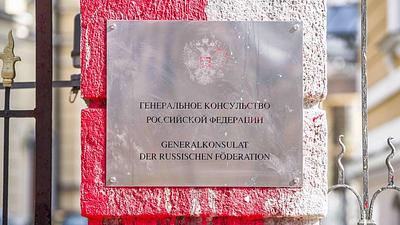 ГЕНЕРАЛЬНОЕ КОНСУЛЬСТВО
РОССИЙСКОЙ ФЕДЕРАЦИИ
GENERALKONSULAT
DER RUSSISCHEN FÖDERATION